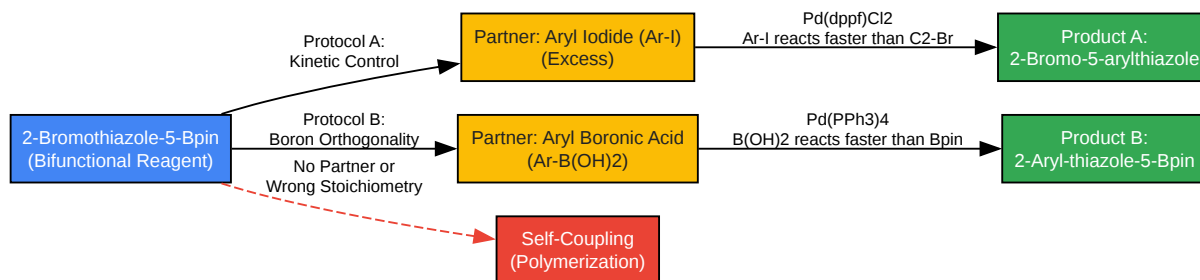 Protocol A:
Kinetic Control
Partner: Aryl Iodide (Ar-I)
(Excess)
Pd(dppf)Cl2
Ar-I reacts faster than C2-Br
Product A:
2-Bromo-5-arylthiazole
2-Bromothiazole-5-Bpin
(Bifunctional Reagent)
Protocol B:
Boron Orthogonality
Partner: Aryl Boronic Acid
(Ar-B(OH)2)
Pd(PPh3)4
B(OH)2 reacts faster than Bpin
Product B:
2-Aryl-thiazole-5-Bpin
No Partner or
Wrong Stoichiometry
Self-Coupling
(Polymerization)